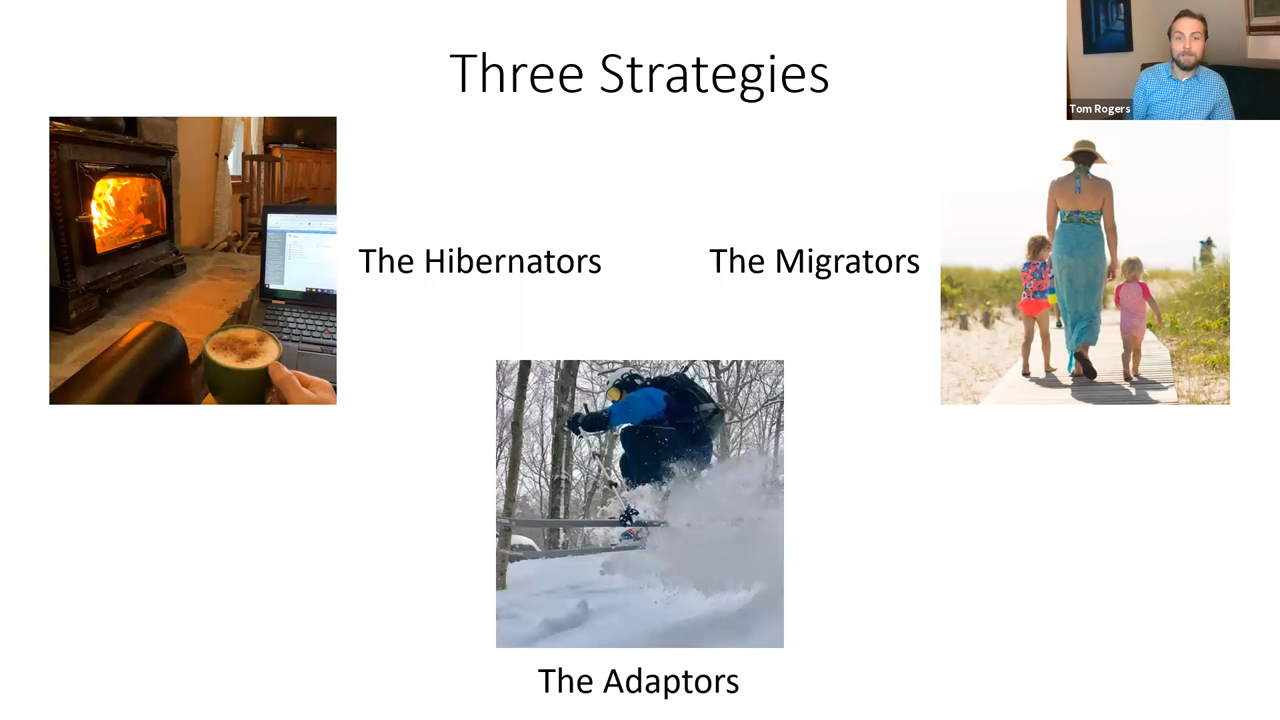 Three Strategies
Tom Rogers
The Hibernators
The Migrators
The Adaptors